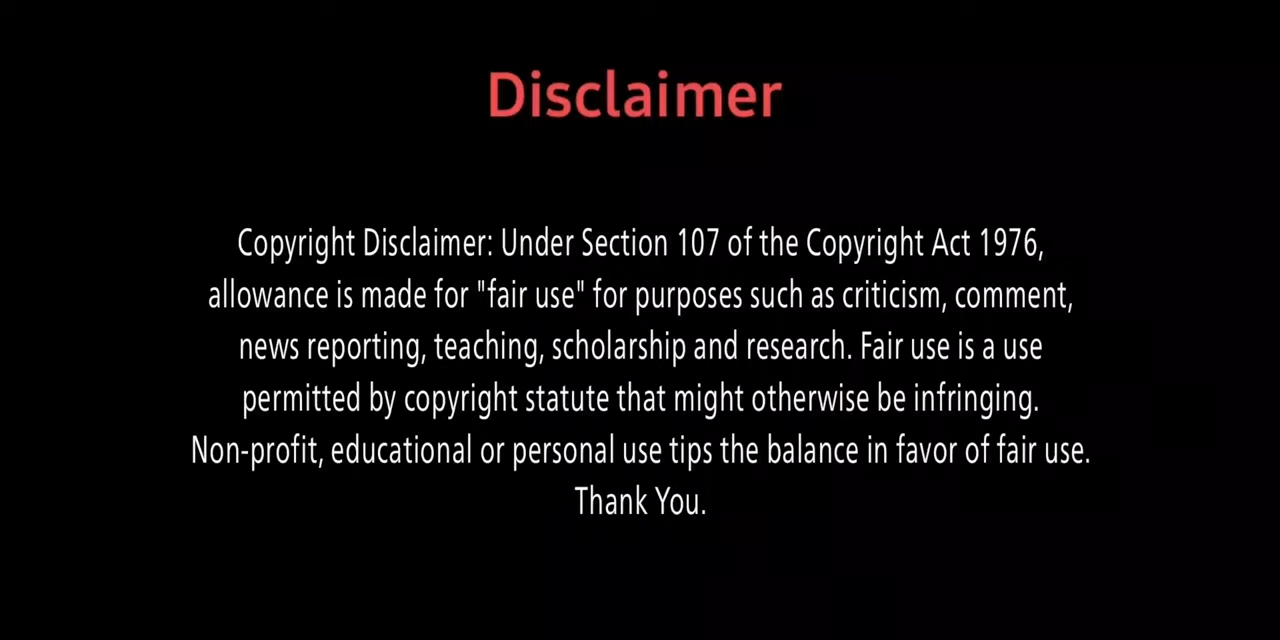 Disclaimer
Copyright Disclaimer: Under Section 107 of the Copyright Act 1976,
allowance is made for "fair use" for purposes such as criticism, comment,
news reporting, teaching, scholarship and research. Fair use is a use
permitted by copyright statute that might otherwise be infringing.
Non-profit, educational or personal use tips the balance in favor of fair use.
Thank You.